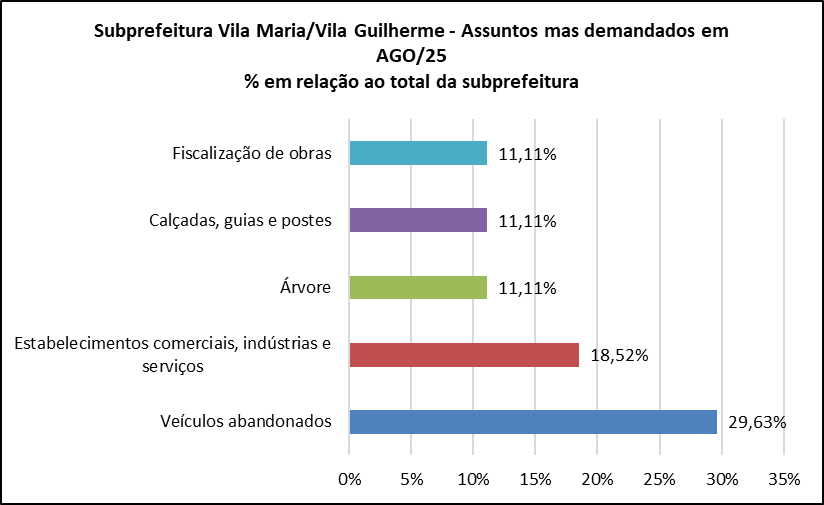 Subprefeitura Vila Maria/Vila Guilherme - Assuntos mas demandados em
AGO/25
% em relação ao total da subprefeitura
Fiscalização de obras
11,11%
Calçadas, guias e postes
11,11%
Árvore
11,11%
Estabelecimentos comerciais, indústrias e
serviços
18,52%
Veículos abandonados
29,63%
0% 5% 10% 15% 20% 25% 30% 35%